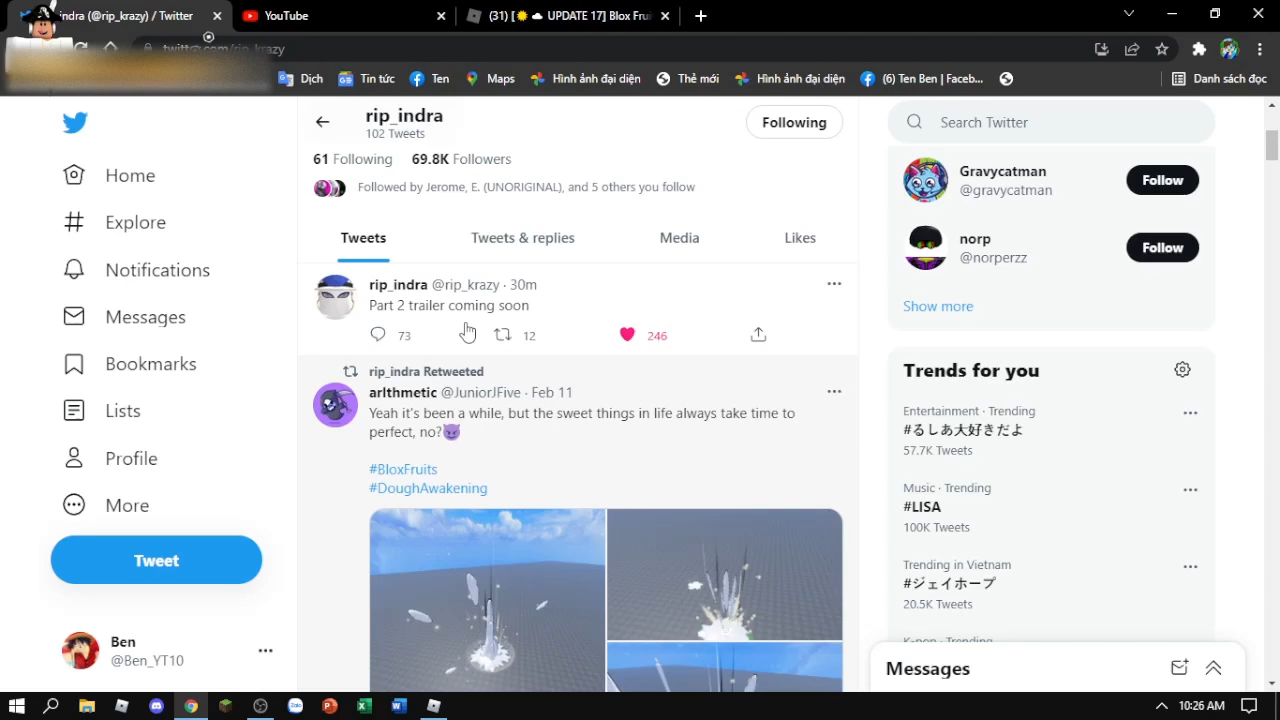 indra (@rip_krazy) / Twitter
YouTube
(31) [🌟☁️ UPDATE 17] Blox Fru
twitter.com/rip_krazy
Dịch
Tin tức
Ten
Maps
Hình ảnh đại diện
Thẻ mới
Hình ảnh đại diện
(6) Ten Ben | Faceb...
Danh sách đọc
Home
Explore
Notifications
Messages
Bookmarks
Lists
Profile
More
Tweet
Ben
@Ben_YT10
rip_indra
102 Tweets
Following
61 Following 69.8K Followers
Followed by Jerome, E. (UNORIGINAL), and 5 others you follow
Tweets Tweets & replies Media Likes
rip_indra @rip_krazy · 30m
Part 2 trailer coming soon
73 12 246
rip_indra Retweeted
arlthmetic @JuniorJFive · Feb 11
Yeah it's been a while, but the sweet things in life always take time to
perfect, no?😈
#BloxFruits
#DoughAwakening
Search Twitter
Gravycatman
@gravycatman
Follow
norp
@norperzz
Follow
Show more
Trends for you
Entertainment · Trending
#るしあ大好きだよ
57.7K Tweets
Music · Trending
#LISA
100K Tweets
Trending in Vietnam
#ジェイホープ
20.5K Tweets
K-pop · Trending
Messages
10:26 AM